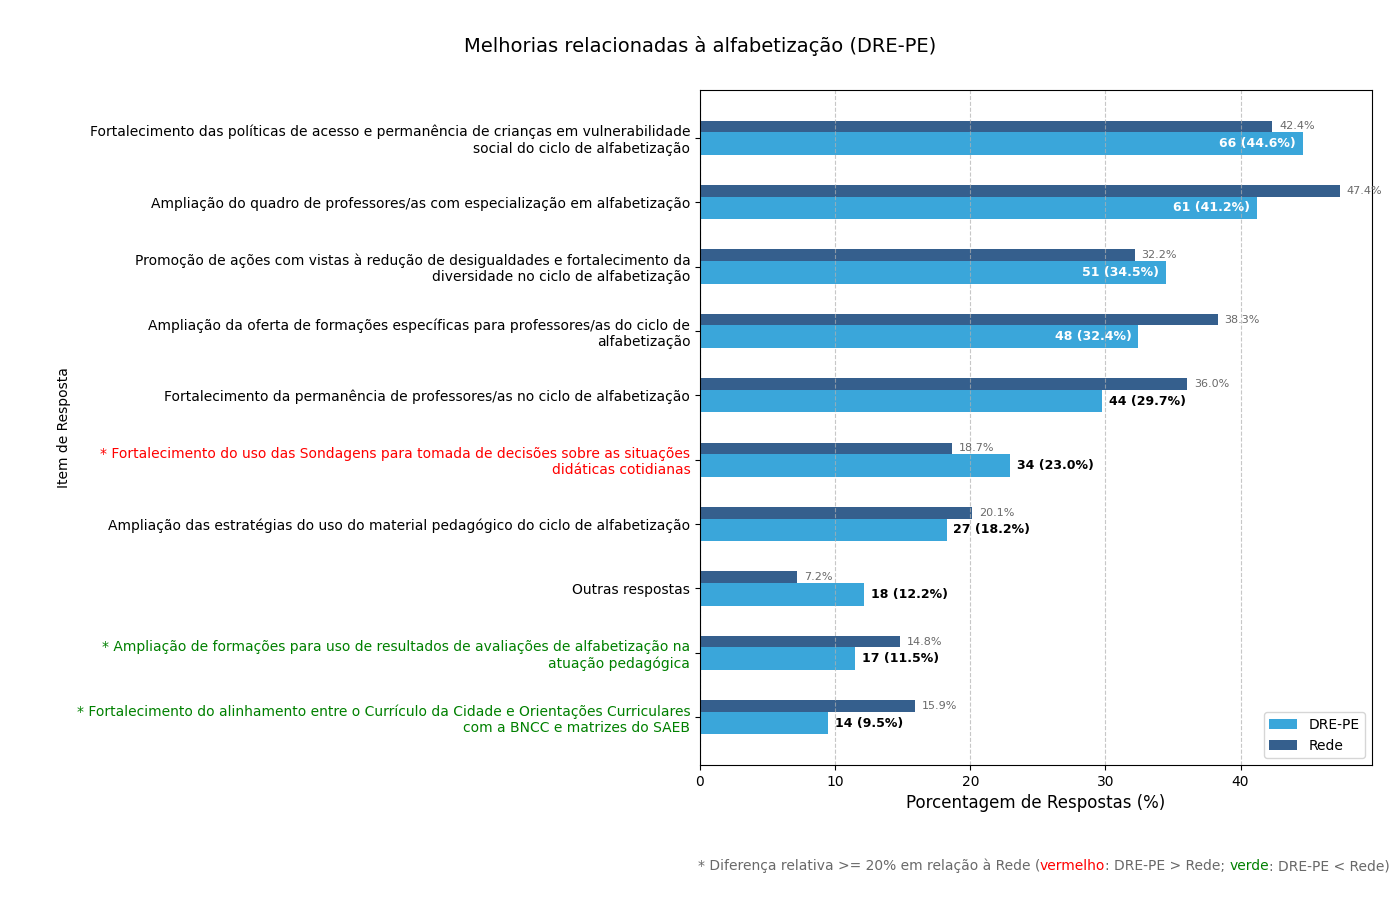 Melhorias relacionadas à alfabetização (DRE-PE)
Fortalecimento das políticas de acesso e permanência de crianças em vulnerabilidade
social do ciclo de alfabetização
42.4%
66 (44.6%)
Ampliação do quadro de professores/as com especialização em alfabetização
47.4%
61 (41.2%)
Promoção de ações com vistas à redução de desigualdades e fortalecimento da
diversidade no ciclo de alfabetização
32.2%
51 (34.5%)
Ampliação da oferta de formações específicas para professores/as do ciclo de
alfabetização
38.3%
48 (32.4%)
Fortalecimento da permanência de professores/as no ciclo de alfabetização
36.0%
44 (29.7%)
* Fortalecimento do uso das Sondagens para tomada de decisões sobre as situações
didáticas cotidianas
18.7%
34 (23.0%)
Ampliação das estratégias do uso do material pedagógico do ciclo de alfabetização
20.1%
27 (18.2%)
Outras respostas
7.2%
18 (12.2%)
* Ampliação de formações para uso de resultados de avaliações de alfabetização na
atuação pedagógica
14.8%
17 (11.5%)
* Fortalecimento do alinhamento entre o Currículo da Cidade e Orientações Curriculares
com a BNCC e matrizes do SAEB
15.9%
14 (9.5%)
Item de Resposta
DRE-PE
Rede
0 10 20 30 40
Porcentagem de Respostas (%)
* Diferença relativa >= 20% em relação à Rede (vermelho: DRE-PE > Rede; verde: DRE-PE < Rede)